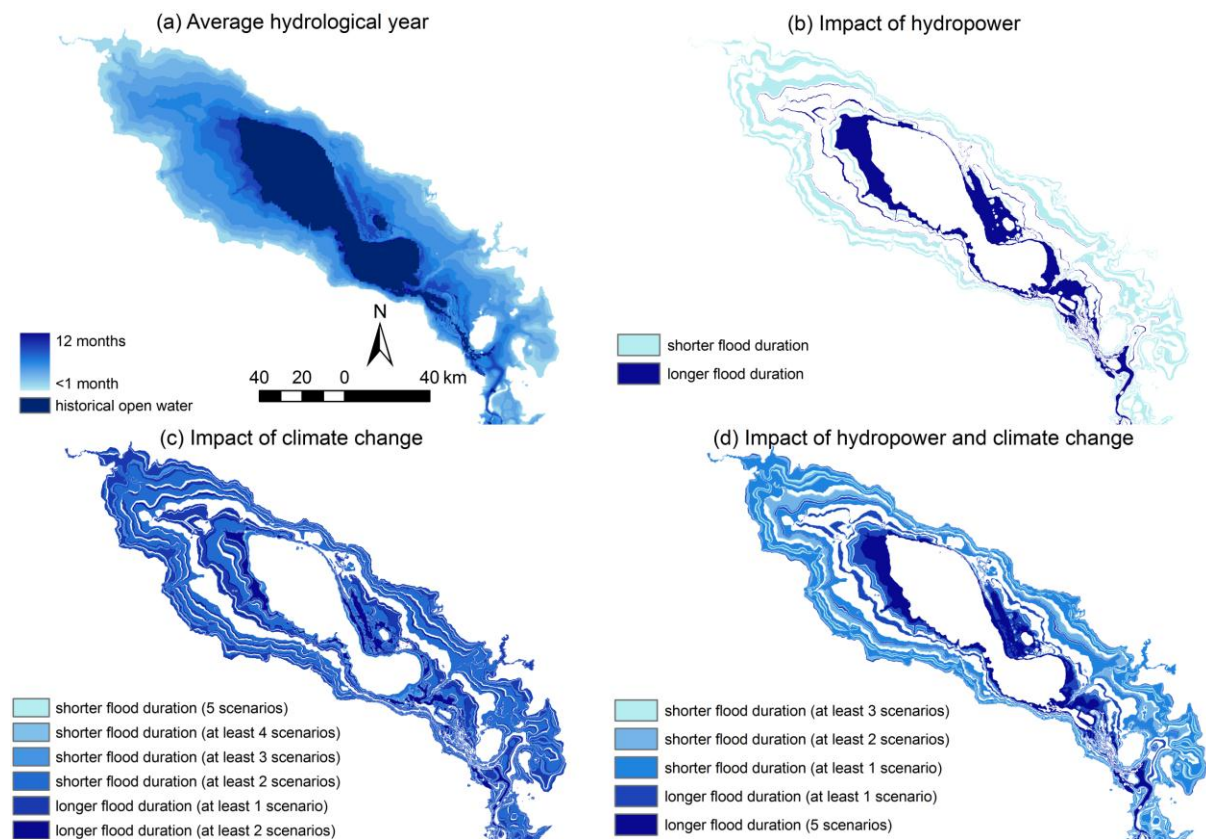 (a) Average hydrological year
12 months
<1 month
historical open water
N
40 20 0 40 km
(b) Impact of hydropower
shorter flood duration
longer flood duration
(c) Impact of climate change
shorter flood duration (5 scenarios)
shorter flood duration (at least 4 scenarios)
shorter flood duration (at least 3 scenarios)
shorter flood duration (at least 2 scenarios)
longer flood duration (at least 1 scenario)
longer flood duration (at least 2 scenarios)
(d) Impact of hydropower and climate change
shorter flood duration (at least 3 scenarios)
shorter flood duration (at least 2 scenarios)
shorter flood duration (at least 1 scenario)
longer flood duration (at least 1 scenario)
longer flood duration (5 scenarios)